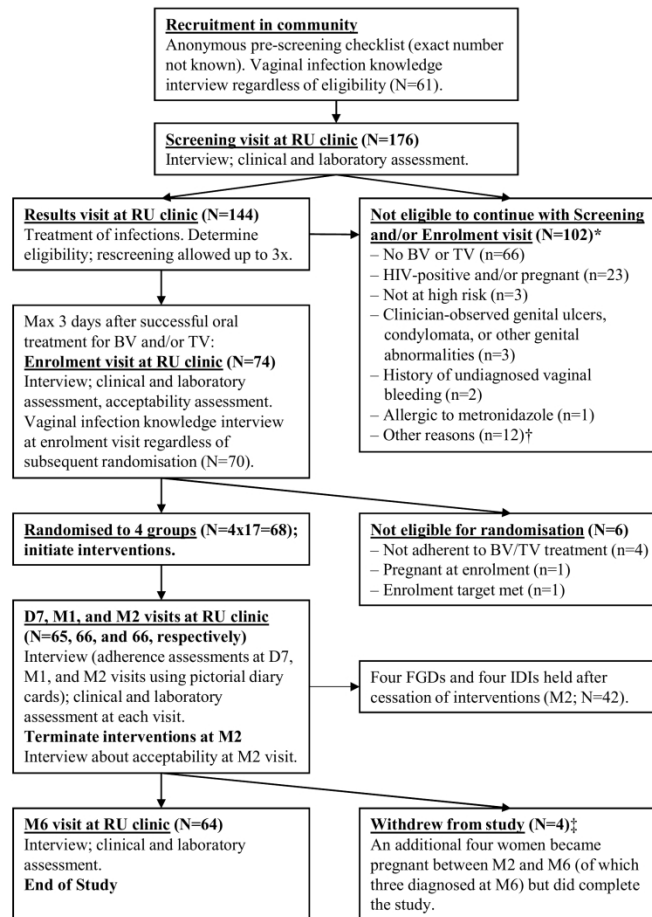 Recruitment in community
Anonymous pre-screening checklist (exact number
not known). Vaginal infection knowledge
interview regardless of eligibility (N=61).
Screening visit at RU clinic (N=176)
Interview; clinical and laboratory assessment.
Results visit at RU clinic (N=144)
Treatment of infections. Determine
eligibility; rescreening allowed up to 3x.
Not eligible to continue with Screening
and/or Enrolment visit (N=102)*
– No BV or TV (n=66)
– HIV-positive and/or pregnant (n=23)
– Not at high risk (n=3)
– Clinician-observed genital ulcers,
condylomata, or other genital
abnormalities (n=3)
– History of undiagnosed vaginal
bleeding (n=2)
– Allergic to metronidazole (n=1)
– Other reasons (n=12)†
Max 3 days after successful oral
treatment for BV and/or TV:
Enrolment visit at RU clinic (N=74)
Interview; clinical and laboratory
assessment, acceptability assessment.
Vaginal infection knowledge interview
at enrolment visit regardless of
subsequent randomisation (N=70).
Randomised to 4 groups (N=4x17=68);
initiate interventions.
Not eligible for randomisation (N=6)
– Not adherent to BV/TV treatment (n=4)
– Pregnant at enrolment (n=1)
– Enrolment target met (n=1)
D7, M1, and M2 visits at RU clinic
(N=65, 66, and 66, respectively)
Interview (adherence assessments at D7,
M1, and M2 visits using pictorial diary
cards); clinical and laboratory
assessment at each visit.
Terminate interventions at M2
Interview about acceptability at M2 visit.
Four FGDs and four IDIs held after
cessation of interventions (M2; N=42).
M6 visit at RU clinic (N=64)
Interview; clinical and laboratory
assessment.
End of Study
Withdrew from study (N=4)‡
An additional four women became
pregnant between M2 and M6 (of which
three diagnosed at M6) but did complete
the study.